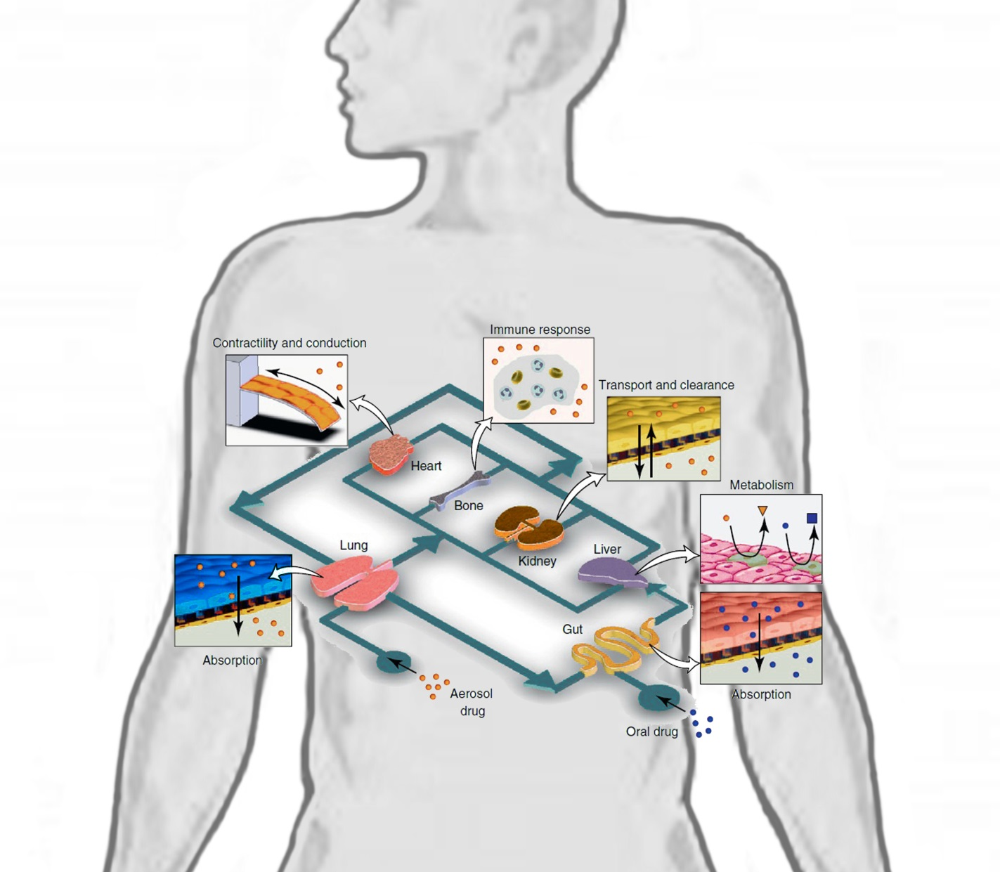 Immune response
Contractility and conduction
Transport and clearance
Heart
Metabolism
Bone
Lung
Liver
Kidney
Gut
Absorption
Aerosol
drug
Absorption
Oral drug